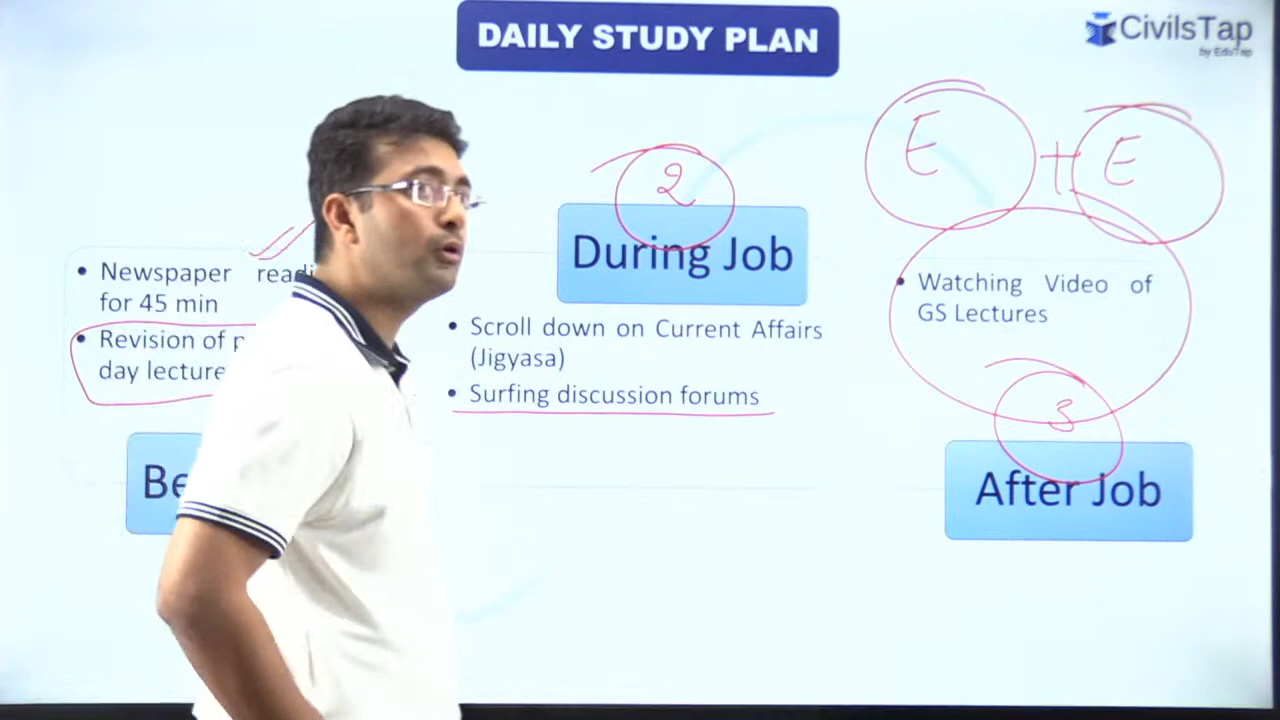 DAILY STUDY PLAN
CivilsTap
by EduTap
E + E
2
During Job
Newspaper
for 45 min
Revision of
day
Scroll down on Current Affairs
(Jigyasa)
Surfing discussion forums
Watching Video of
GS Lectures
3
After Job